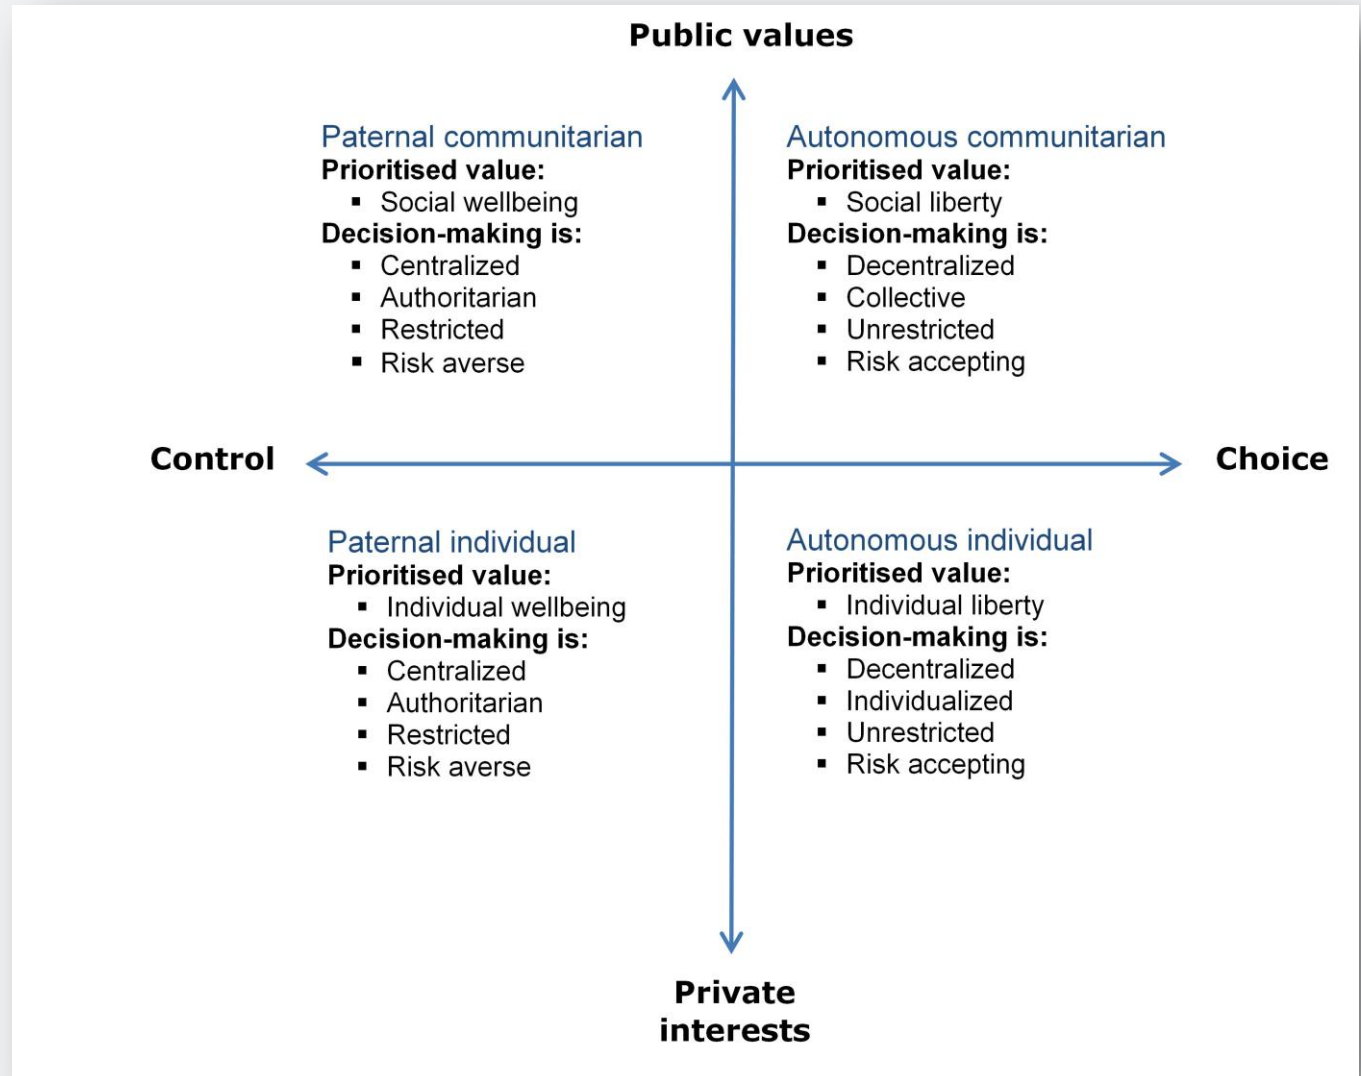 Public values
Paternal communitarian
Prioritised value:
▪ Social wellbeing
Decision-making is:
▪ Centralized
▪ Authoritarian
▪ Restricted
▪ Risk averse
Autonomous communitarian
Prioritised value:
▪ Social liberty
Decision-making is:
▪ Decentralized
▪ Collective
▪ Unrestricted
▪ Risk accepting
Control
Choice
Paternal individual
Prioritised value:
▪ Individual wellbeing
Decision-making is:
▪ Centralized
▪ Authoritarian
▪ Restricted
▪ Risk averse
Autonomous individual
Prioritised value:
▪ Individual liberty
Decision-making is:
▪ Decentralized
▪ Individualized
▪ Unrestricted
▪ Risk accepting
Private
interests